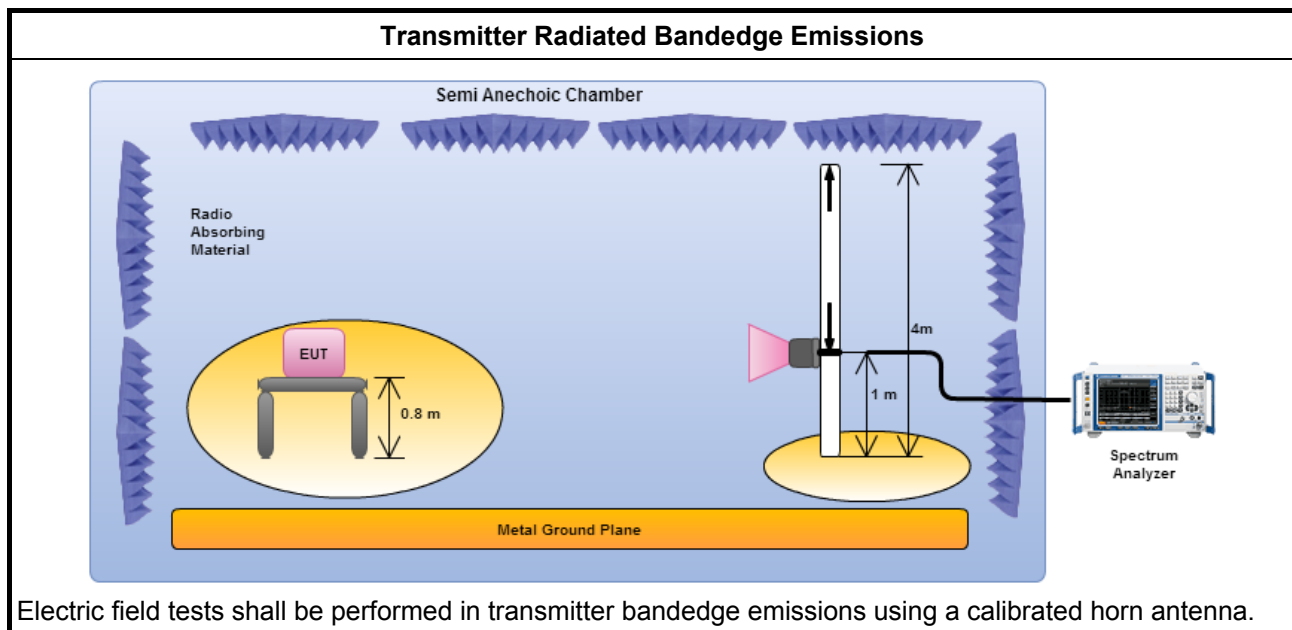 Transmitter Radiated Bandedge Emissions
Semi Anechoic Chamber
Radio
Absorbing
Material
EUT
0.8 m
4m
1 m
Spectrum
Analyzer
Metal Ground Plane
Electric field tests shall be performed in transmitter bandedge emissions using a calibrated horn antenna.